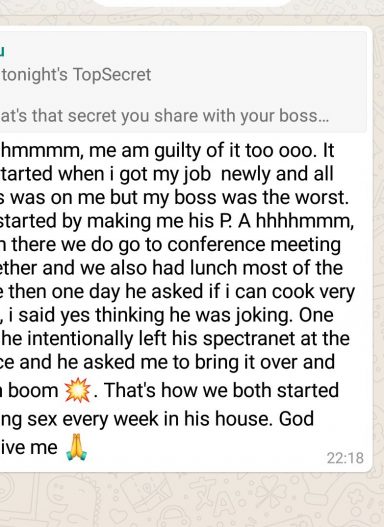 u
tonight's TopSecret
at's that secret you share with your boss...
hmmmm, me am guilty of it too ooo. It
tarted when i got my job newly and all
s was on me but my boss was the worst.
started by making me his P. A hhhhmmm,
n there we do go to conference meeting
ether and we also had lunch most of the
e then one day he asked if i can cook very
, i said yes thinking he was joking. One
he intentionally left his spectranet at the
ce and he asked me to bring it over and
n boom 💥. That's how we both started
ng sex every week in his house. God
ive me 🙏
22:18